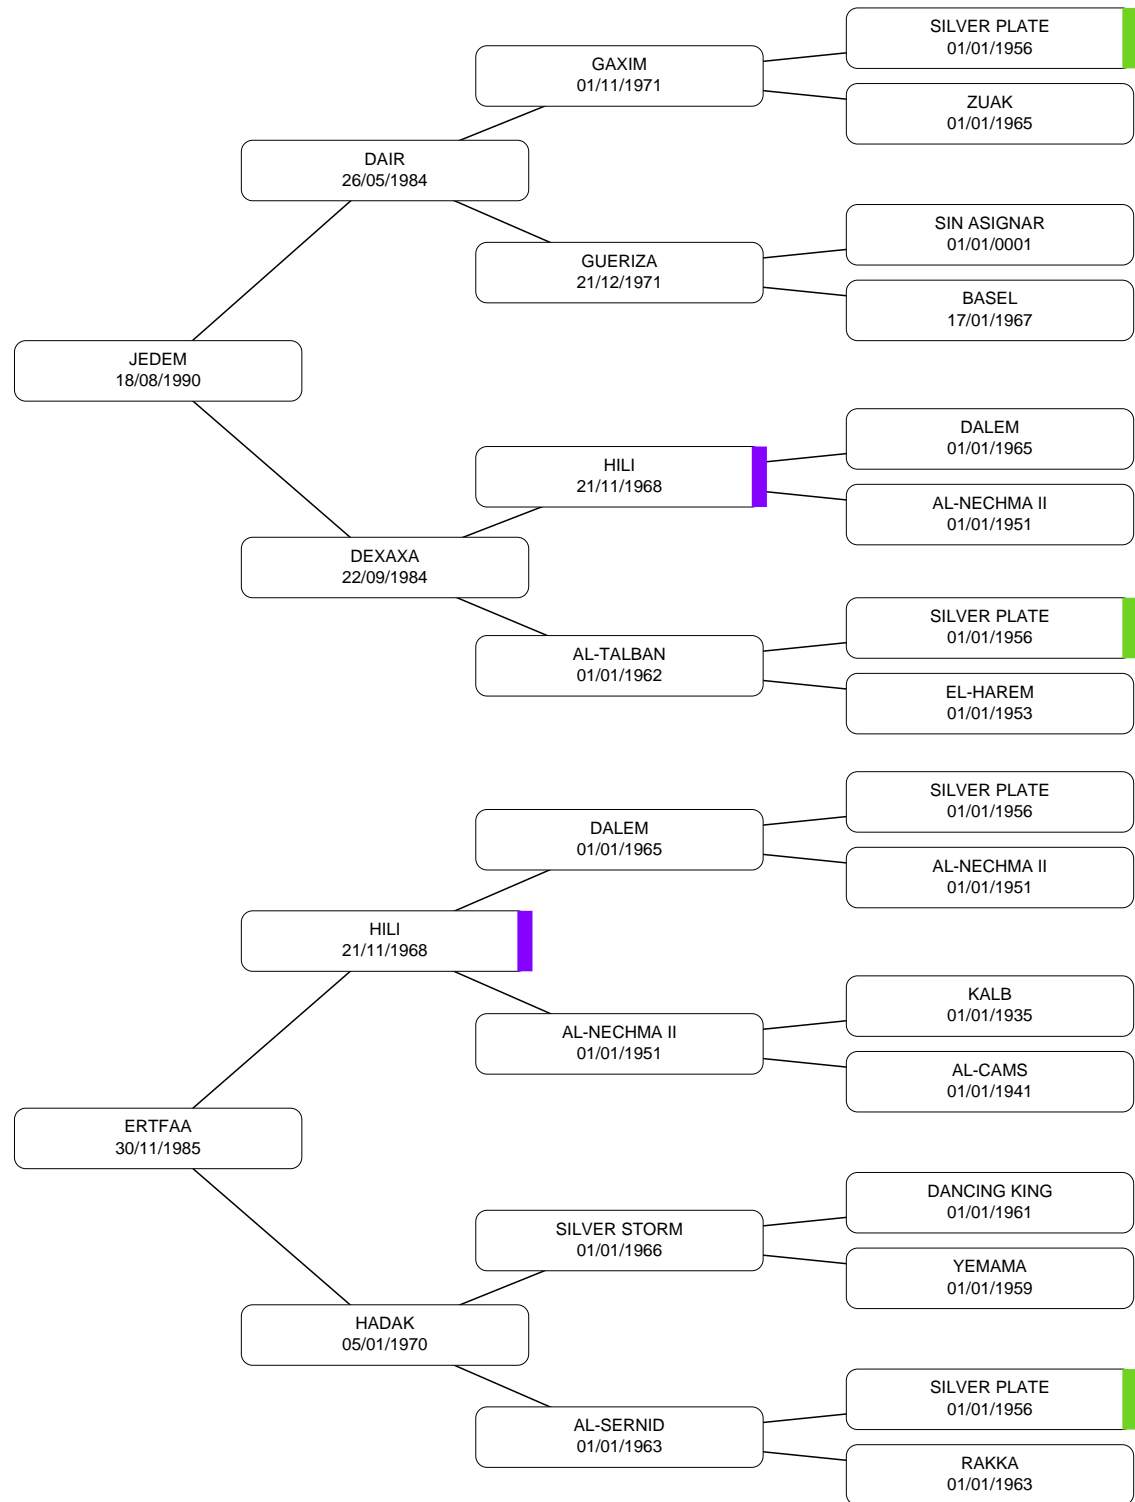 SILVER PLATE
01/01/1956
GAXIM
01/11/1971
ZUAK
01/01/1965
DAIR
26/05/1984
SIN ASIGNAR
01/01/0001
GUERIZA
21/12/1971
BASEL
17/01/1967
JEDEM
18/08/1990
DALEM
01/01/1965
HILI
21/11/1968
AL-NECHMA II
01/01/1951
DEXAXA
22/09/1984
SILVER PLATE
01/01/1956
AL-TALBAN
01/01/1962
EL-HAREM
01/01/1953
SILVER PLATE
01/01/1956
DALEM
01/01/1965
AL-NECHMA II
01/01/1951
HILI
21/11/1968
KALB
01/01/1935
AL-NECHMA II
01/01/1951
AL-CAMS
01/01/1941
ERTFAA
30/11/1985
DANCING KING
01/01/1961
SILVER STORM
01/01/1966
YEMAMA
01/01/1959
HADAK
05/01/1970
SILVER PLATE
01/01/1956
AL-SERNID
01/01/1963
RAKKA
01/01/1963